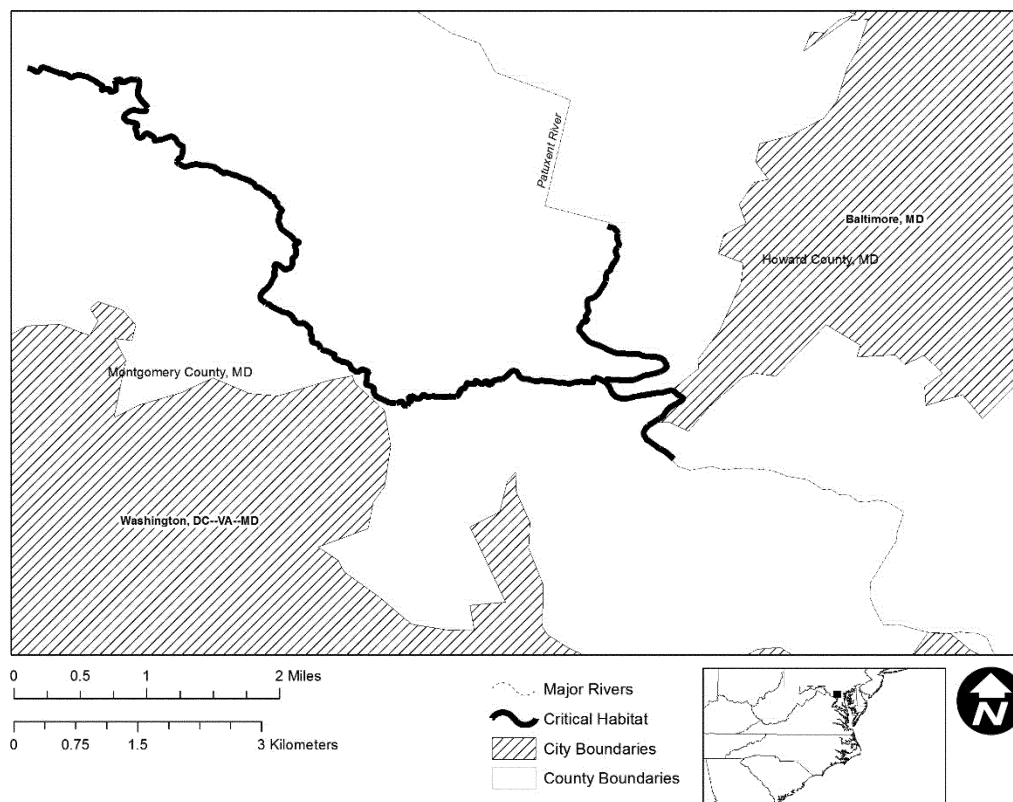 Patuxent River
Baltimore, MD
Howard County, MD
Montgomery County, MD
Washington, DC--VA--MD
0 0.5 1 2 Miles
0 0.75 1.5 3 Kilometers
Major Rivers
Critical Habitat
City Boundaries
County Boundaries
N